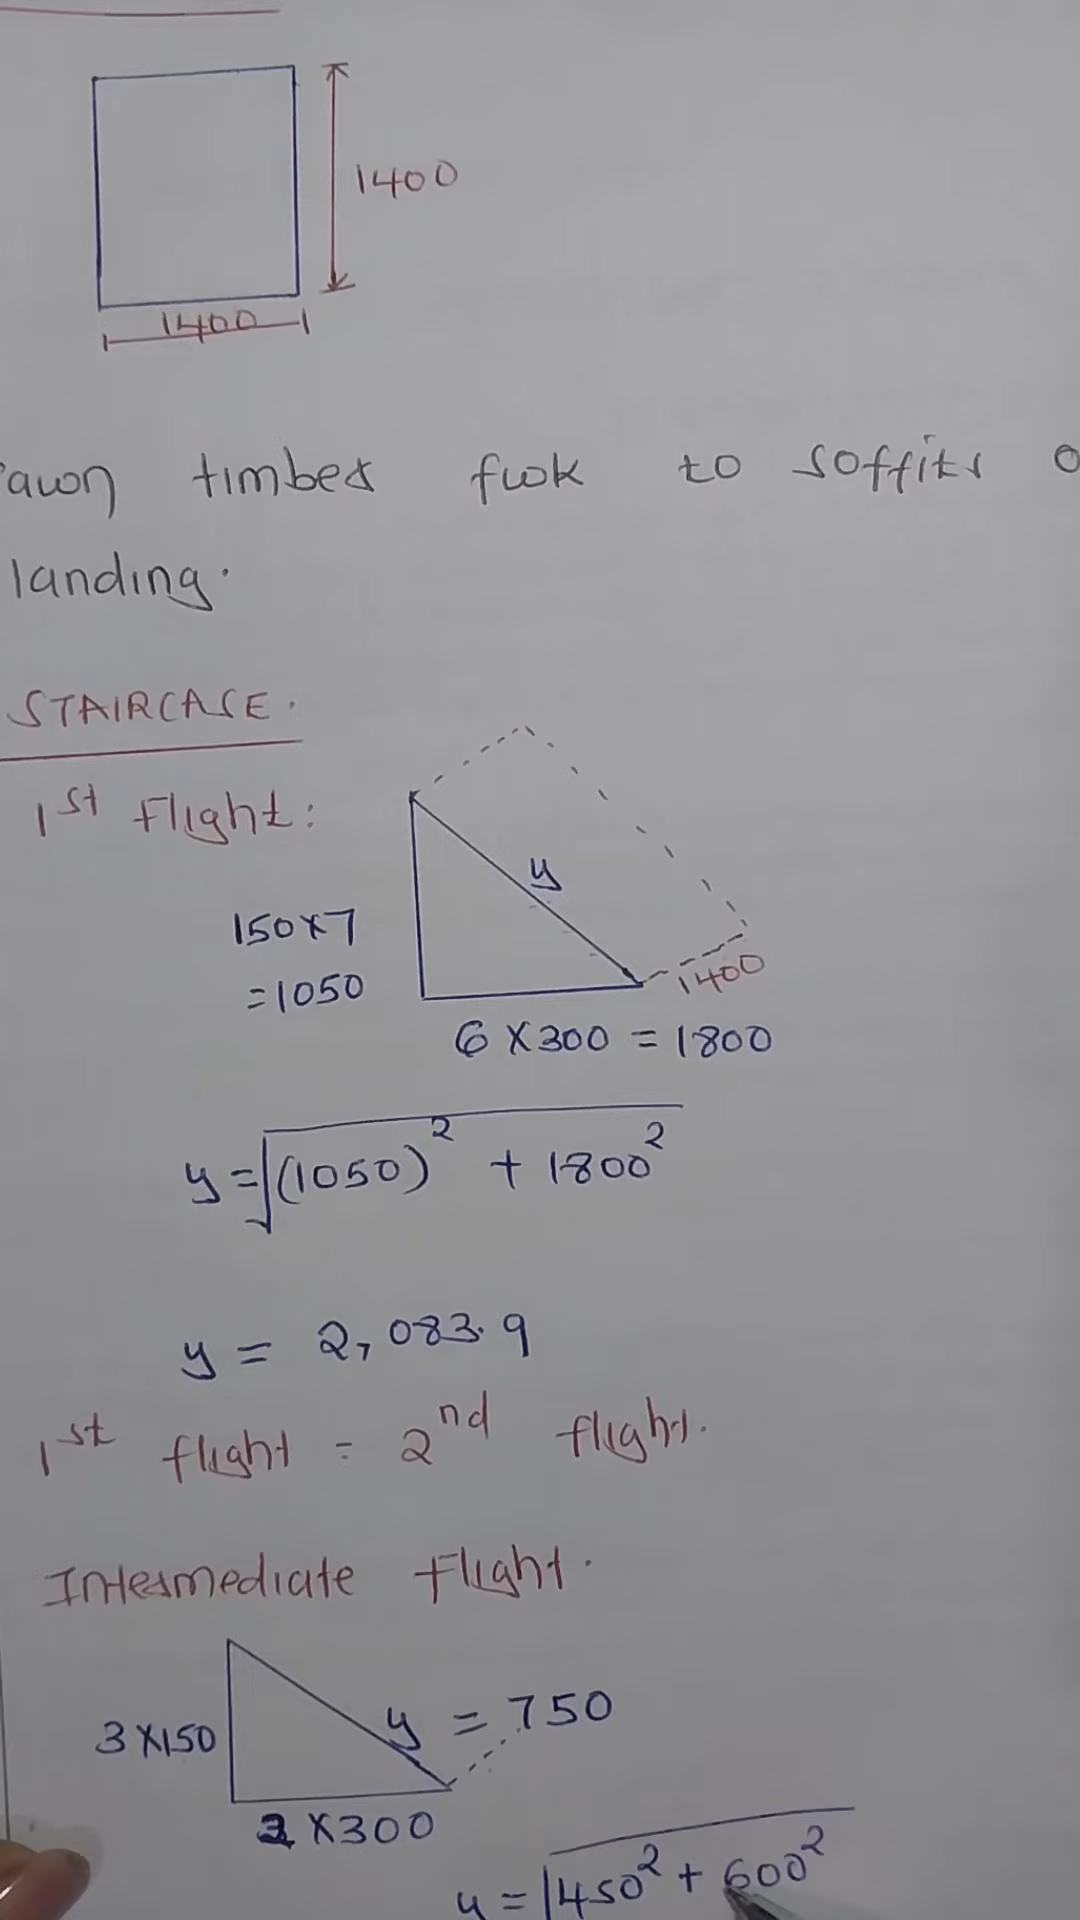 1400
1400
timber fwk to soffits
landing.
STAIRCASE.
1st Flight:
y
150x7
=1050
1400
6 x 300 = 1800
y = √(1050)² + 1800²
y = 2,083.9
1st flight = 2nd flight.
Intermediate flight.
3 x 150
y = 750
2 x 300
y = √450² + 600²